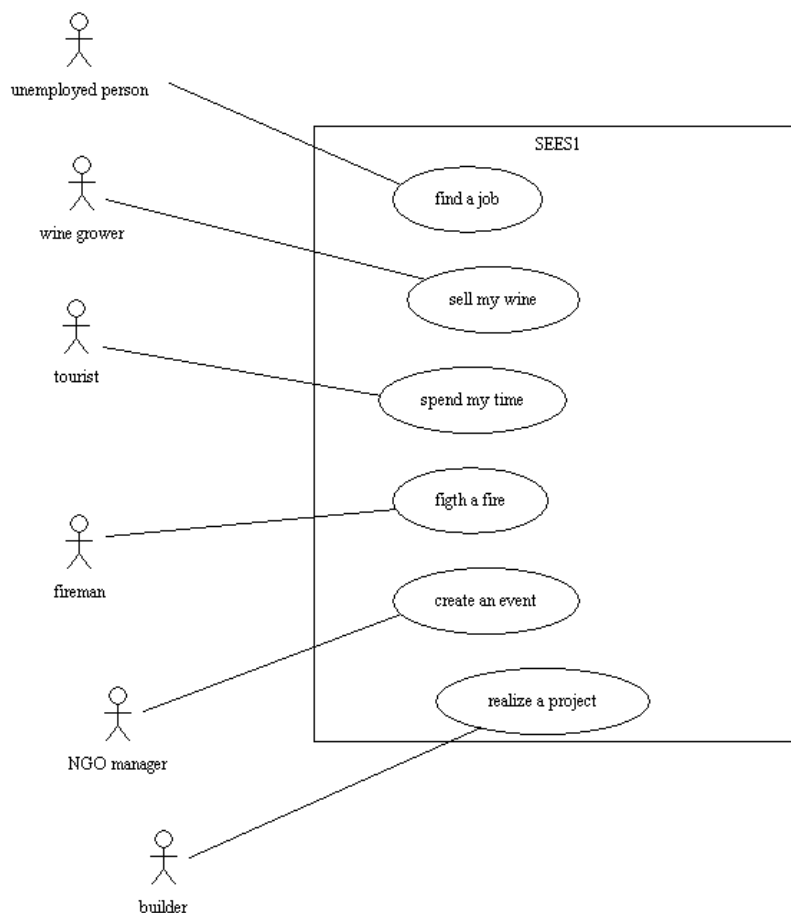 unemployed person
SEES1
find a job
wine grower
sell my wine
tourist
spend my time
figth a fire
fireman
create an event
realize a project
NGO manager
builder